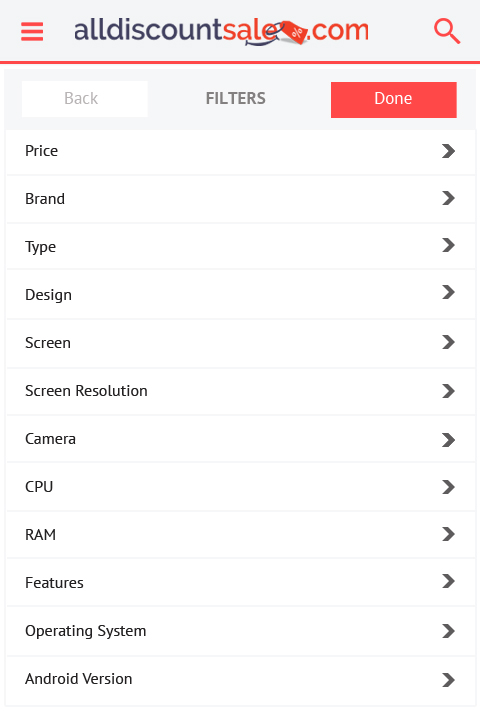 alldiscountsale%.com
Back FILTERS Done
Price
Brand
Type
Design
Screen
Screen Resolution
Camera
CPU
RAM
Features
Operating System
Android Version